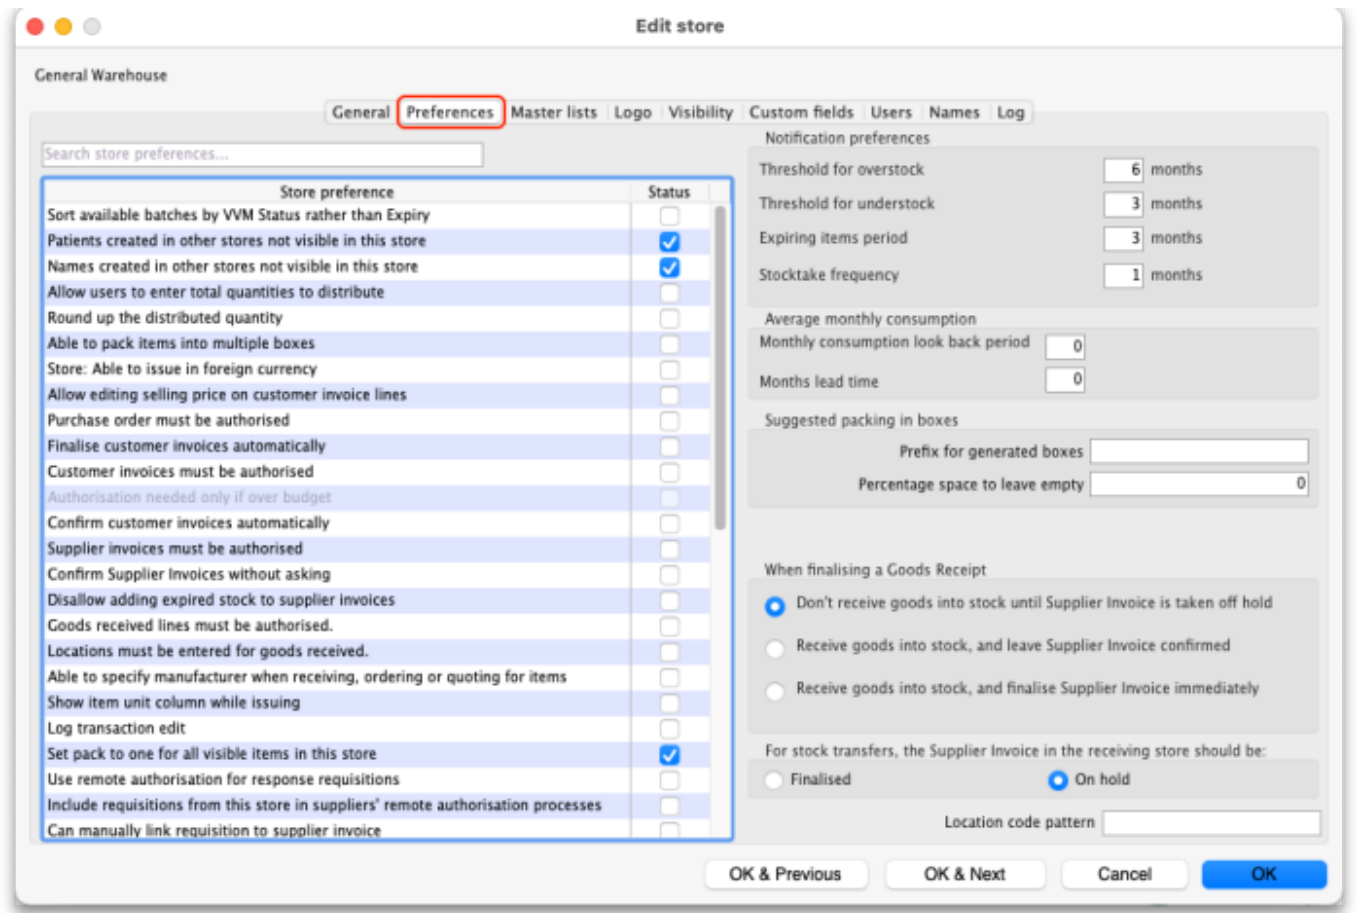 Edit store
General Warehouse
General Preferences Master lists Logo Visibility Custom fields Users Names Log
Search store preferences...
Store preference Status
Sort available batches by VVM Status rather than Expiry
Patients created in other stores not visible in this store
Names created in other stores not visible in this store
Allow users to enter total quantities to distribute
Round up the distributed quantity
Able to pack items into multiple boxes
Store: Able to issue in foreign currency
Allow editing selling price on customer invoice lines
Purchase order must be authorised
Finalise customer invoices automatically
Customer invoices must be authorised
Authorisation needed only if over budget
Confirm customer invoices automatically
Supplier invoices must be authorised
Confirm Supplier Invoices without asking
Disallow adding expired stock to supplier invoices
Goods received lines must be authorised.
Locations must be entered for goods received.
Able to specify manufacturer when receiving, ordering or quoting for items
Show item unit column while issuing
Log transaction edit
Set pack to one for all visible items in this store
Use remote authorisation for response requisitions
Include requisitions from this store in suppliers' remote authorisation processes
Can manually link requisition to supplier invoice
Notification preferences
Threshold for overstock 6 months
Threshold for understock 3 months
Expiring items period 3 months
Stocktake frequency 1 months
Average monthly consumption
Monthly consumption look back period 0
Months lead time 0
Suggested packing in boxes
Prefix for generated boxes
Percentage space to leave empty 0
When finalising a Goods Receipt
Don't receive goods into stock until Supplier Invoice is taken off hold
Receive goods into stock, and leave Supplier Invoice confirmed
Receive goods into stock, and finalise Supplier Invoice immediately
For stock transfers, the Supplier Invoice in the receiving store should be:
Finalised On hold
Location code pattern
OK & Previous OK & Next Cancel OK